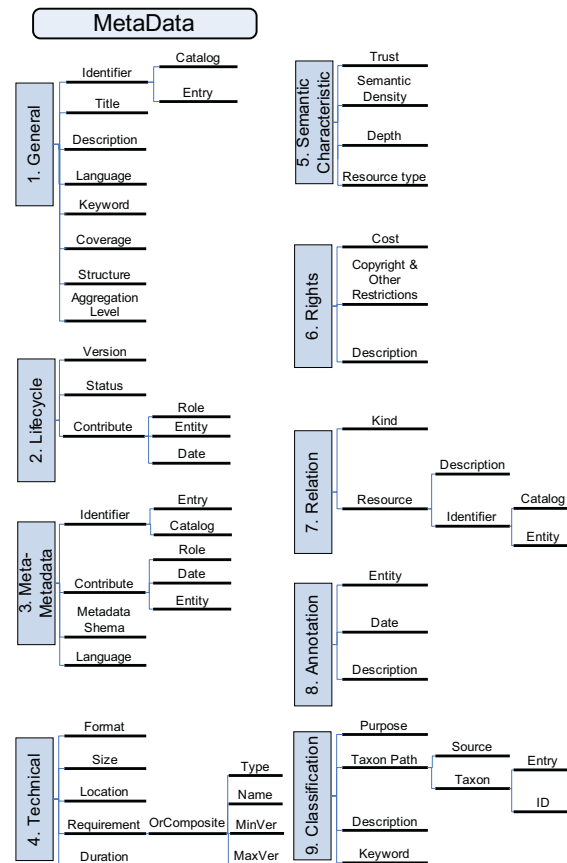 MetaData
1. General
Identifier
Catalog
Entry
Title
Description
Language
Keyword
Coverage
Structure
Aggregation
Level
2. Lifecycle
Version
Status
Contribute
Role
Entity
Date
3. Meta-
Metadata
Identifier
Entry
Catalog
Contribute
Role
Date
Entity
Metadata
Shema
Language
4. Technical
Format
Size
Location
Requirement
OrComposite
Type
Name
MinVer
MaxVer
Duration
5. Semantic
Characteristic
Trust
Semantic
Density
Depth
Resource type
6. Rights
Cost
Copyright &
Other
Restrictions
Description
7. Relation
Kind
Resource
Description
Identifier
Catalog
Entity
8. Annotation
Entity
Date
Description
9. Classification
Purpose
Taxon Path
Source
Taxon
Entry
ID
Description
Keyword